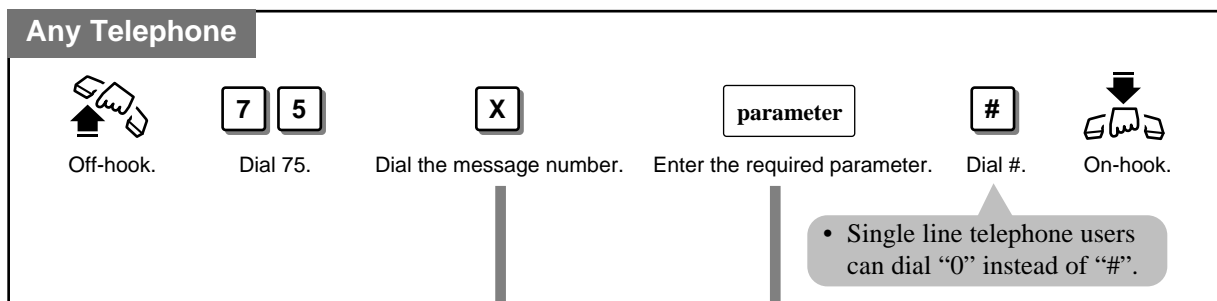 Any Telephone
7 5 X parameter #
Off-hook. Dial 75. Dial the message number. Enter the required parameter. Dial #. On-hook.
• Single line telephone users
can dial “0” instead of “#”.